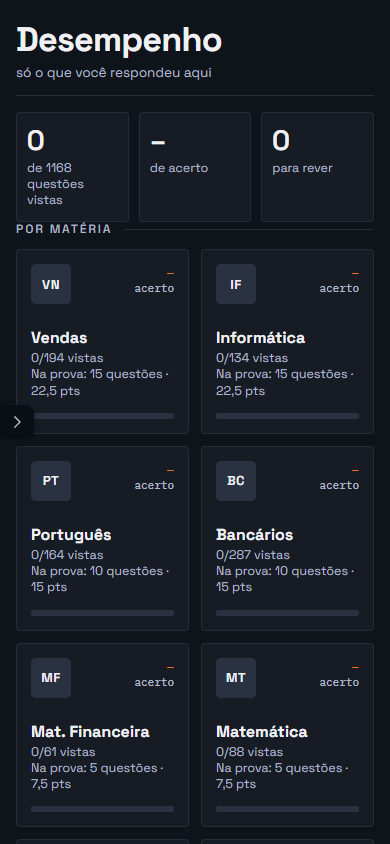 Desempenho
só o que você respondeu aqui
0
de 1168
questões
vistas
–
de acerto
0
para rever
POR MATÉRIA
VN
–
acerto
Vendas
0/194 vistas
Na prova: 15 questões ·
22,5 pts
IF
–
acerto
Informática
0/134 vistas
Na prova: 15 questões ·
22,5 pts
PT
–
acerto
Português
0/164 vistas
Na prova: 10 questões ·
15 pts
BC
–
acerto
Bancários
0/287 vistas
Na prova: 10 questões ·
15 pts
MF
–
acerto
Mat. Financeira
0/61 vistas
Na prova: 5 questões ·
7,5 pts
MT
–
acerto
Matemática
0/88 vistas
Na prova: 5 questões ·
7,5 pts